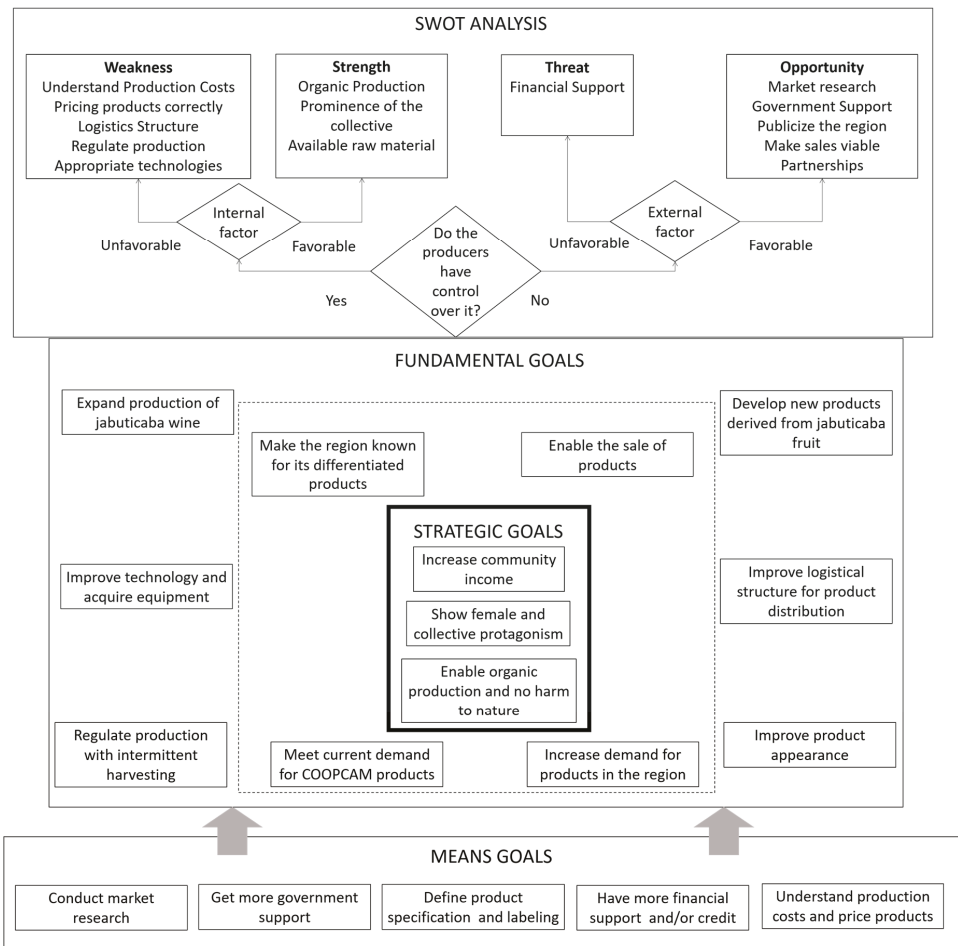 SWOT ANALYSIS
Weakness
Understand Production Costs
Pricing products correctly
Logistics Structure
Regulate production
Appropriate technologies
Strength
Organic Production
Prominence of the
collective
Available raw material
Threat
Financial Support
Opportunity
Market research
Government Support
Publicize the region
Make sales viable
Partnerships
Internal
factor
Unfavorable
Favorable
Do the
producers
have
control
over it?
Yes
No
External
factor
Unfavorable
Favorable
FUNDAMENTAL GOALS
Expand production of
jabuticaba wine
Make the region known
for its differentiated
products
Enable the sale of
products
Develop new products
derived from jabuticaba
fruit
STRATEGIC GOALS
Increase community
income
Show female and
collective protagonism
Enable organic
production and no harm
to nature
Improve technology and
acquire equipment
Improve logistical
structure for product
distribution
Regulate production
with intermittent
harvesting
Meet current demand
for COOPCAM products
Increase demand for
products in the region
Improve product
appearance
MEANS GOALS
Conduct market
research
Get more government
support
Define product
specification and labeling
Have more financial
support and/or credit
Understand production
costs and price products